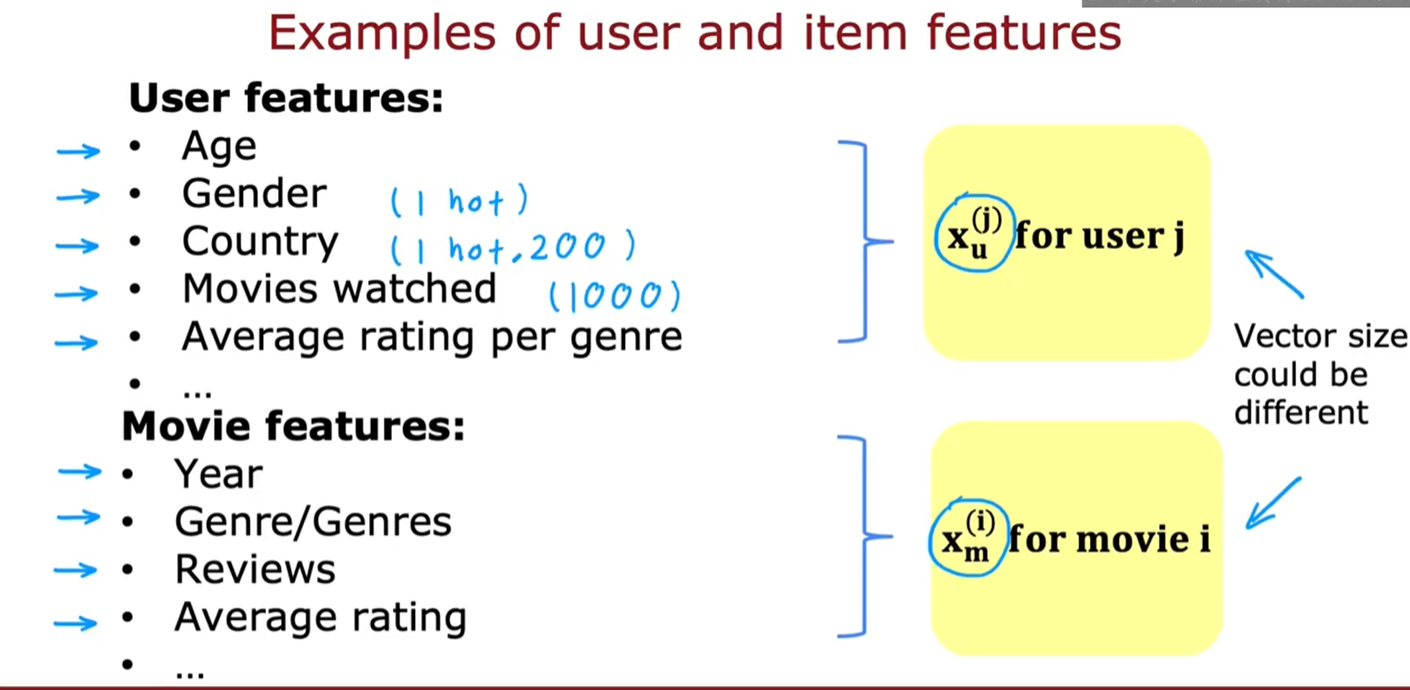 Examples of user and item features
User features:
• Age
• Gender (1 hot)
• Country (1 hot, 200)
• Movies watched (1000)
• Average rating per genre
• ...
x_u^(j) for user j
Vector size
could be
different
Movie features:
• Year
• Genre/Genres
• Reviews
• Average rating
• ...
x_m^(i) for movie i